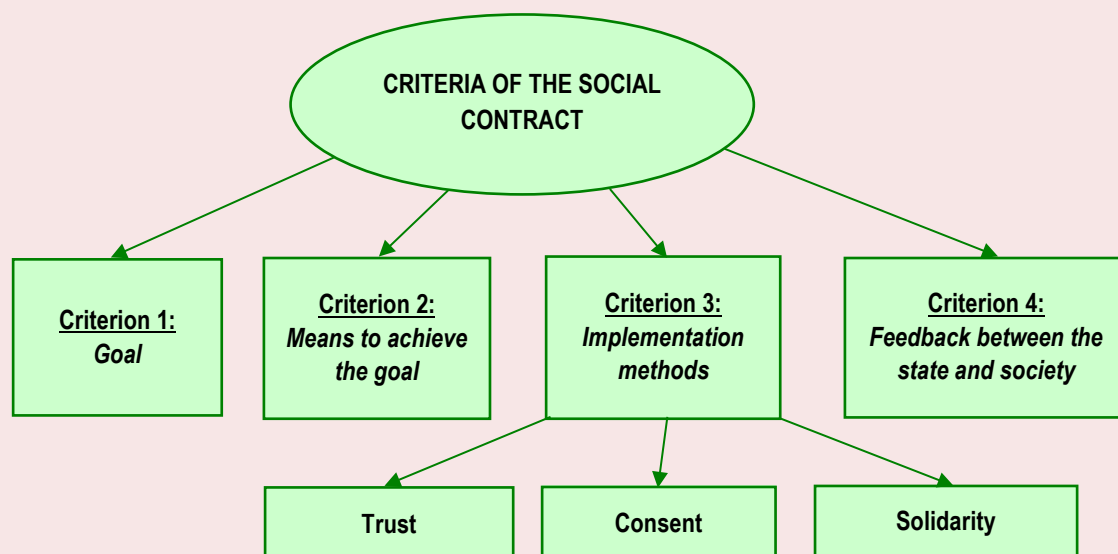 CRITERIA OF THE SOCIAL
CONTRACT
Criterion 1:
Goal
Criterion 2:
Means to achieve
the goal
Criterion 3:
Implementation
methods
Criterion 4:
Feedback between the
state and society
Trust
Consent
Solidarity